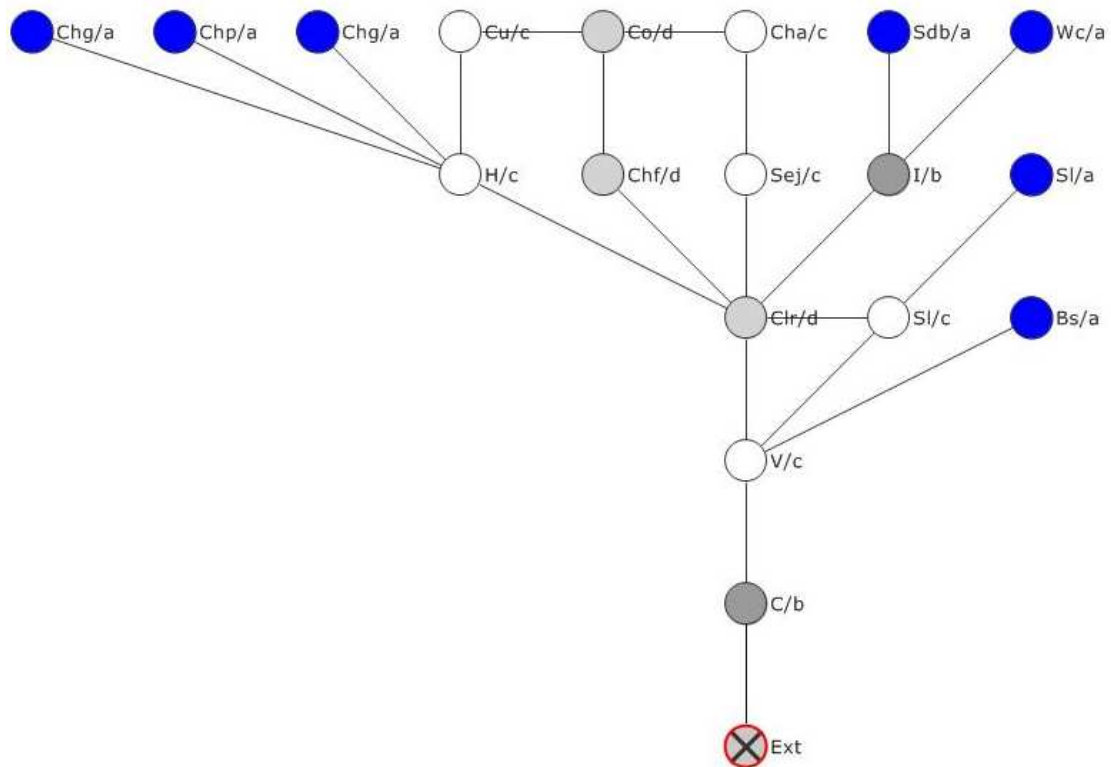 Chg/a Chp/a Chg/a Cu/c Co/d Cha/c Sdb/a Wc/a
H/c Chf/d Sej/c I/b Sl/a
Clr/d Sl/c Bs/a
V/c
C/b
Ext